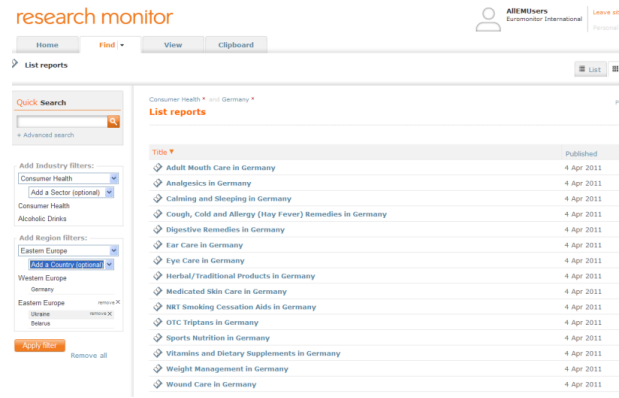 research monitor
AllEMUsers
Euromonitor International
Leave sit
Personal
Home
Find
View
Clipboard
List reports
List
Quick Search
+ Advanced search
Add Industry filters:
Consumer Health
Add a Sector (optional)
Consumer Health
Alcoholic Drinks
Add Region filters:
Eastern Europe
Add a Country (optional)
Western Europe
Germany
Eastern Europe remove X
Ukraine remove X
Belarus
Apply filter
Remove all
Consumer Health * and Germany *
List reports
Title Published
Adult Mouth Care in Germany 4 Apr 2011
Analgesics in Germany 4 Apr 2011
Calming and Sleeping in Germany 4 Apr 2011
Cough, Cold and Allergy (Hay Fever) Remedies in Germany 4 Apr 2011
Digestive Remedies in Germany 4 Apr 2011
Ear Care in Germany 4 Apr 2011
Eye Care in Germany 4 Apr 2011
Herbal/Traditional Products in Germany 4 Apr 2011
Medicated Skin Care in Germany 4 Apr 2011
NRT Smoking Cessation Aids in Germany 4 Apr 2011
OTC Triptans in Germany 4 Apr 2011
Sports Nutrition in Germany 4 Apr 2011
Vitamins and Dietary Supplements in Germany 4 Apr 2011
Weight Management in Germany 4 Apr 2011
Wound Care in Germany 4 Apr 2011